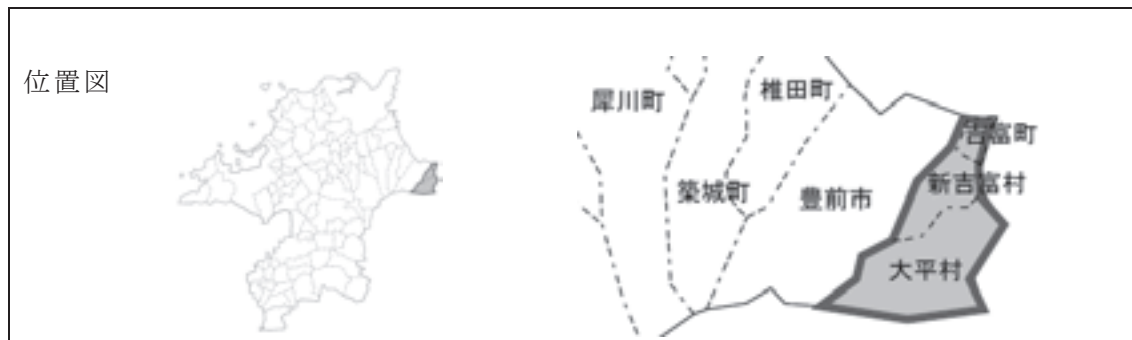 位置図
犀川町
椎田町
吉富町
新吉富村
築城町
豊前市
大平村